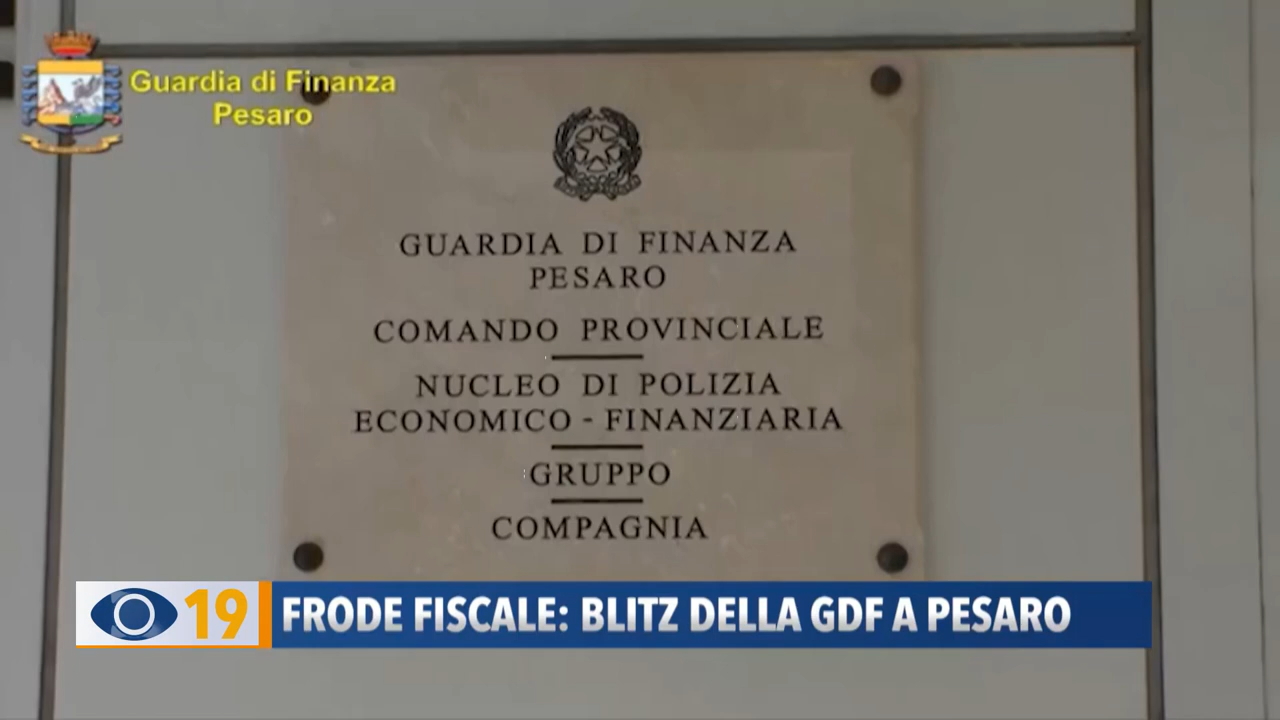 Guardia di Finanza
Pesaro
GUARDIA DI FINANZA
PESARO
COMANDO PROVINCIALE
NUCLEO DI POLIZIA
ECONOMICO - FINANZIARIA
GRUPPO
COMPAGNIA
19 FRODE FISCALE: BLITZ DELLA GDF A PESARO